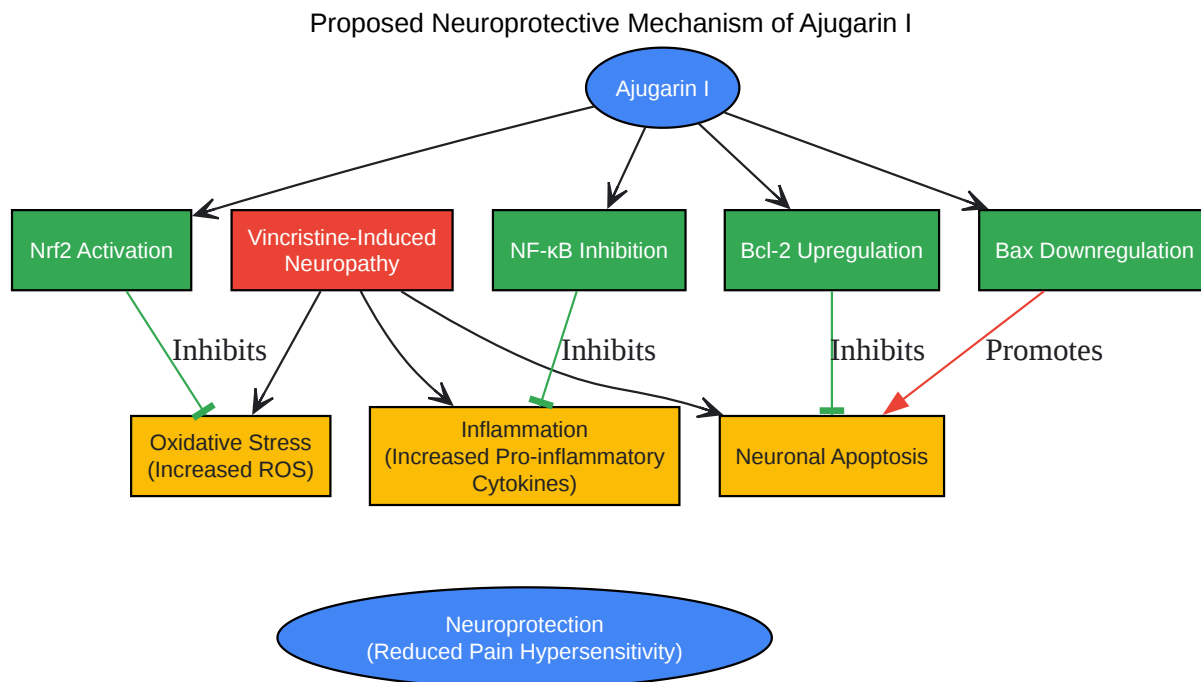 Proposed Neuroprotective Mechanism of Ajugarin I
Ajugarin I
Nrf2 Activation
Vincristine-Induced
Neuropathy
NF-κB Inhibition
Bcl-2 Upregulation
Bax Downregulation
Inhibits
Inhibits
Inhibits
Promotes
Oxidative Stress
(Increased ROS)
Inflammation
(Increased Pro-inflammatory
Cytokines)
Neuronal Apoptosis
Neuroprotection
(Reduced Pain Hypersensitivity)